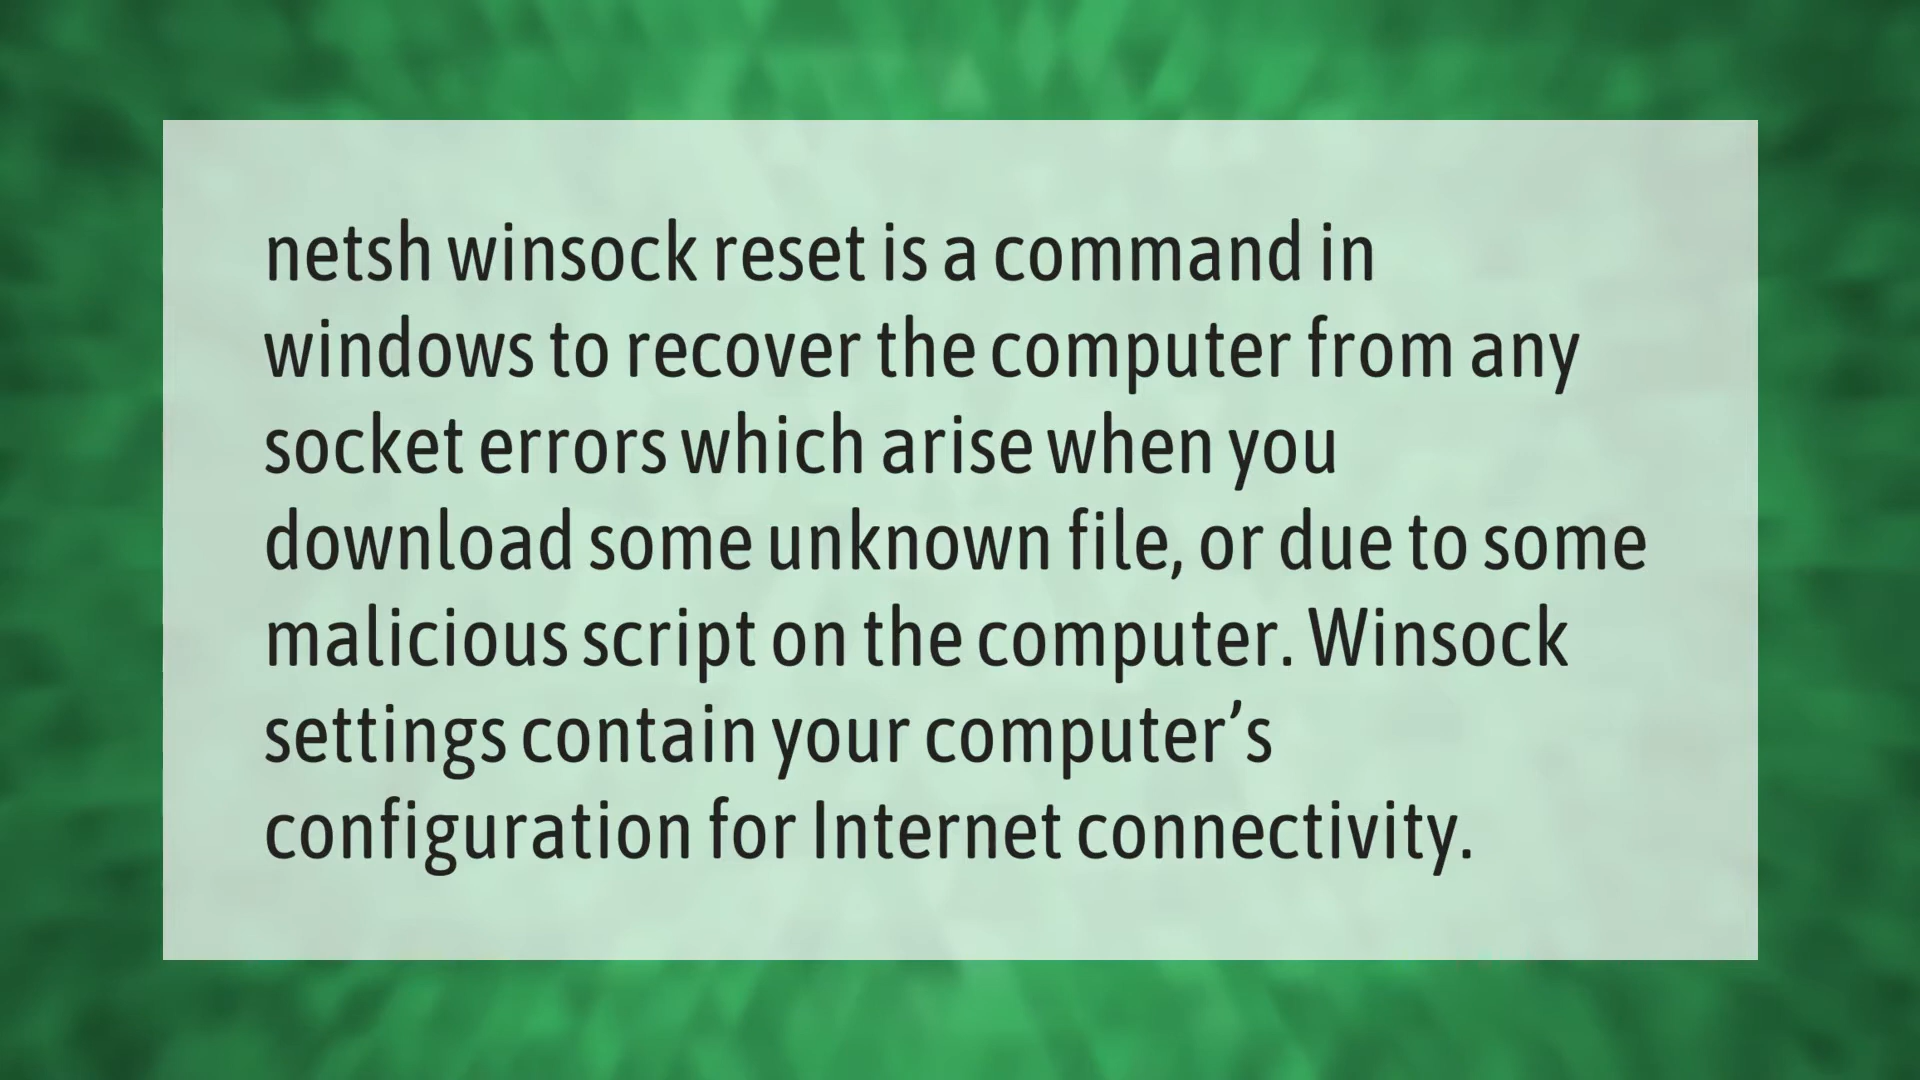 netsh winsock reset is a command in
windows to recover the computer from any
socket errors which arise when you
download some unknown file, or due to some
malicious script on the computer. Winsock
settings contain your computer’s
configuration for Internet connectivity.